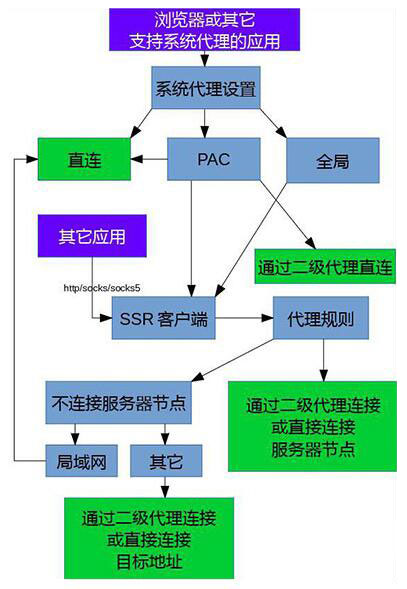 浏览器或其它
支持系统代理的应用
系统代理设置
直连
PAC
全局
其它应用
通过二级代理直连
http/socks/socks5
SSR 客户端
代理规则
不连接服务器节点
通过二级代理连接
或直接连接
服务器节点
局域网
其它
通过二级代理连接
或直接连接
目标地址